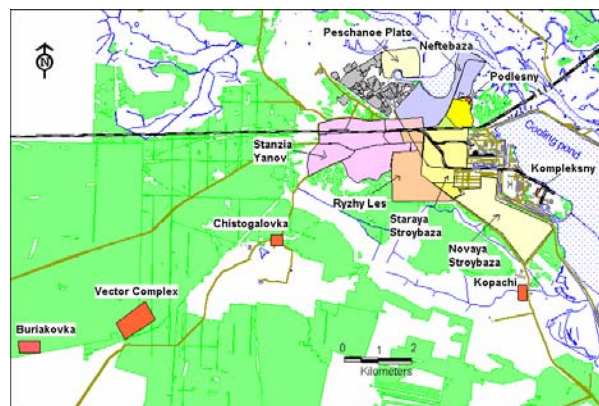 Peschanoe Plato
Neftebaza
N
Podlesny
Cooling pond
Stanzia
Yanov
Kompleksny
Ryzhy Les
Staraya
Stroybaza
Chistogalovka
Novaya
Stroybaza
Kopachi
Vector Complex
Buriakovka
0 1 2
Kilometers